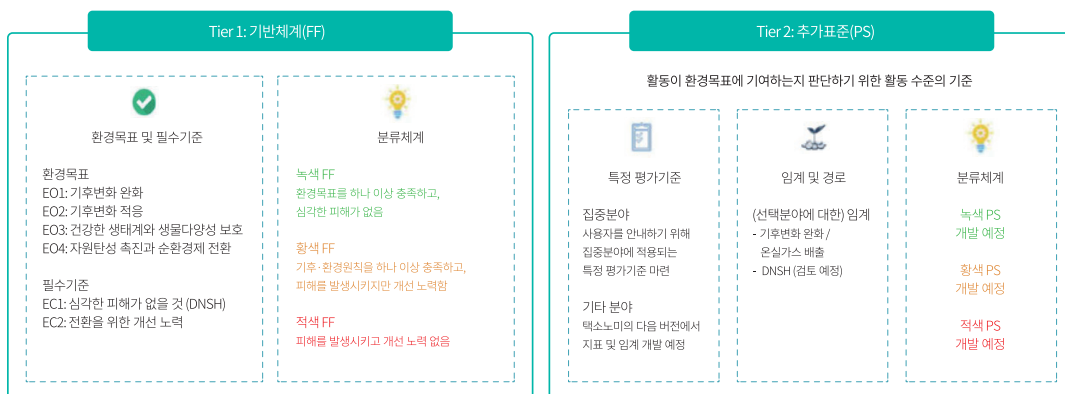 Tier 1: 기반체계(FF)
환경목표 및 필수기준
환경목표
EO1: 기후변화 완화
EO2: 기후변화 적응
EO3: 건강한 생태계와 생물다양성 보호
EO4: 자원탄성 촉진과 순환경제 전환
필수기준
EC1: 심각한 피해가 없을 것 (DNSH)
EC2: 전환을 위한 개선 노력
분류체계
녹색 FF
환경목표를 하나 이상 충족하고,
심각한 피해가 없음
황색 FF
기후·환경원칙을 하나 이상 충족하고,
피해를 발생시키지만 개선 노력함
적색 FF
피해를 발생시키고 개선 노력 없음
Tier 2: 추가표준(PS)
활동이 환경목표에 기여하는지 판단하기 위한 활동 수준의 기준
특정 평가기준
집중분야
사용자를 안내하기 위해
집중분야에 적용되는
특정 평가기준 마련
기타 분야
택소노미의 다음 버전에서
지표 및 임계 개발 예정
임계 및 경로
(선택분야에 대한) 임계
- 기후변화 완화 /
온실가스 배출
- DNSH (검토 예정)
분류체계
녹색 PS
개발 예정
황색 PS
개발 예정
적색 PS
개발 예정